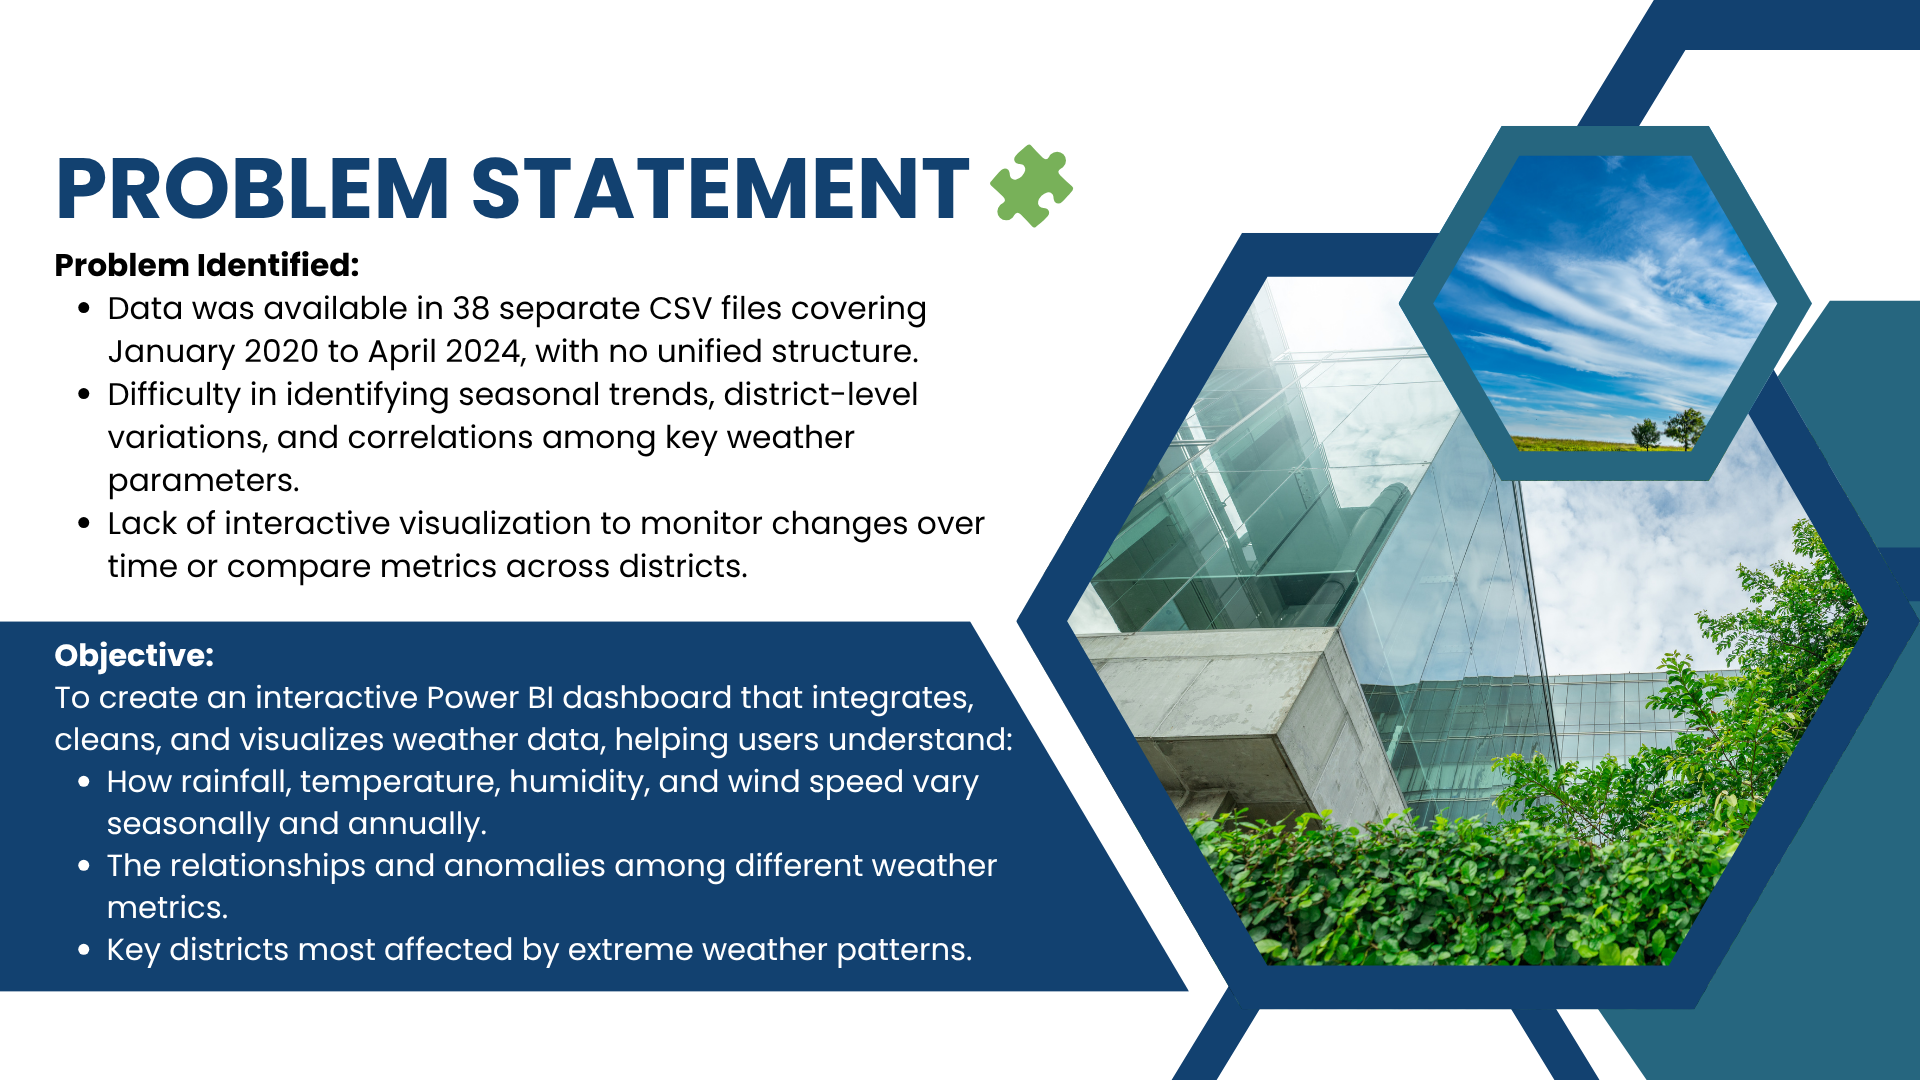 PROBLEM STATEMENT
Problem Identified:
• Data was available in 38 separate CSV files covering
January 2020 to April 2024, with no unified structure.
• Difficulty in identifying seasonal trends, district-level
variations, and correlations among key weather
parameters.
• Lack of interactive visualization to monitor changes over
time or compare metrics across districts.
Objective:
To create an interactive Power BI dashboard that integrates,
cleans, and visualizes weather data, helping users understand:
• How rainfall, temperature, humidity, and wind speed vary
seasonally and annually.
• The relationships and anomalies among different weather
metrics.
• Key districts most affected by extreme weather patterns.